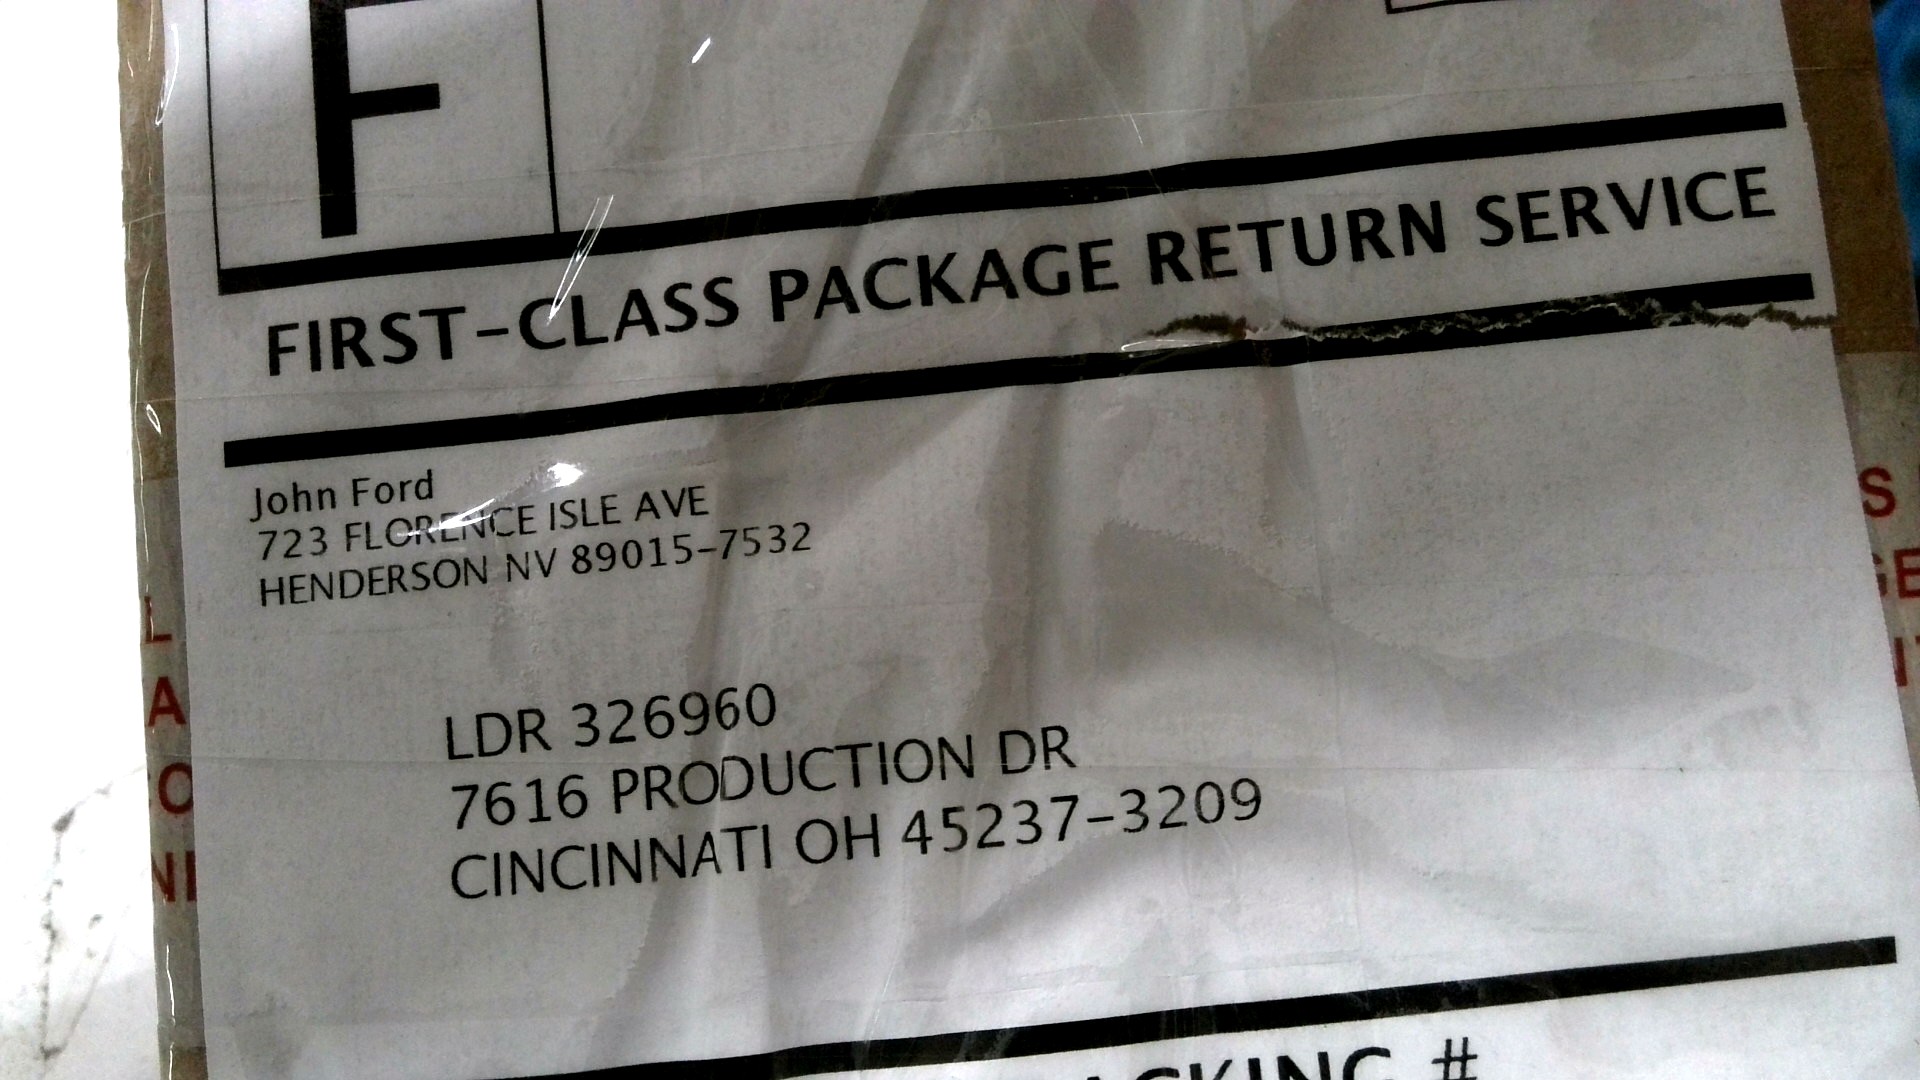 F
FIRST-CLASS PACKAGE RETURN SERVICE
John Ford
723 FLORENCE ISLE AVE
HENDERSON NV 89015-7532
LDR 326960
7616 PRODUCTION DR
CINCINNATI OH 45237-3209
#